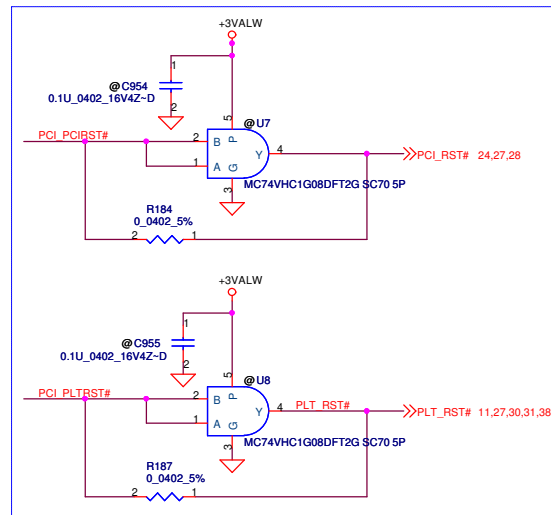 +3VALW
1
@C954
0.1U_0402_16V4Z~D
2
5
@U7
PCI_PCIRST#
2
B
P
Y
4
PCI_RST# 24,27,28
1
A
G
MC74VHC1G08DFT2G SC70 5P
3
R184
0_0402_5%
2
1
+3VALW
1
@C955
0.1U_0402_16V4Z~D
2
5
@U8
PCI_PLTRST#
2
B
P
Y
4
PLT_RST#
PLT_RST# 11,27,30,31,38
1
A
G
MC74VHC1G08DFT2G SC70 5P
3
R187
0_0402_5%
2
1